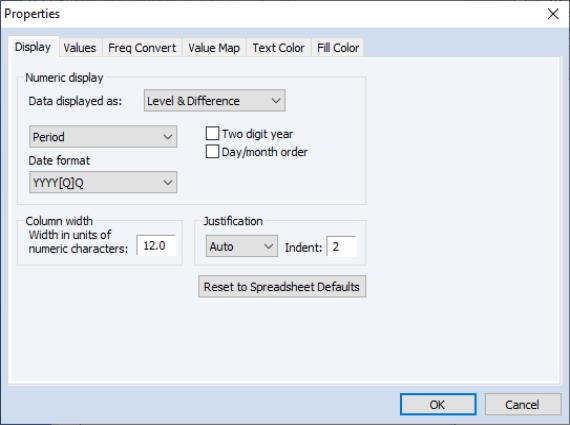 Properties
Display Values Freq Convert Value Map Text Color Fill Color
Numeric display
Data displayed as: Level & Difference
Period
Two digit year
Day/month order
Date format
YYYY[Q]Q
Column width
Width in units of
numeric characters: 12.0
Justification
Auto Indent: 2
Reset to Spreadsheet Defaults
OK Cancel